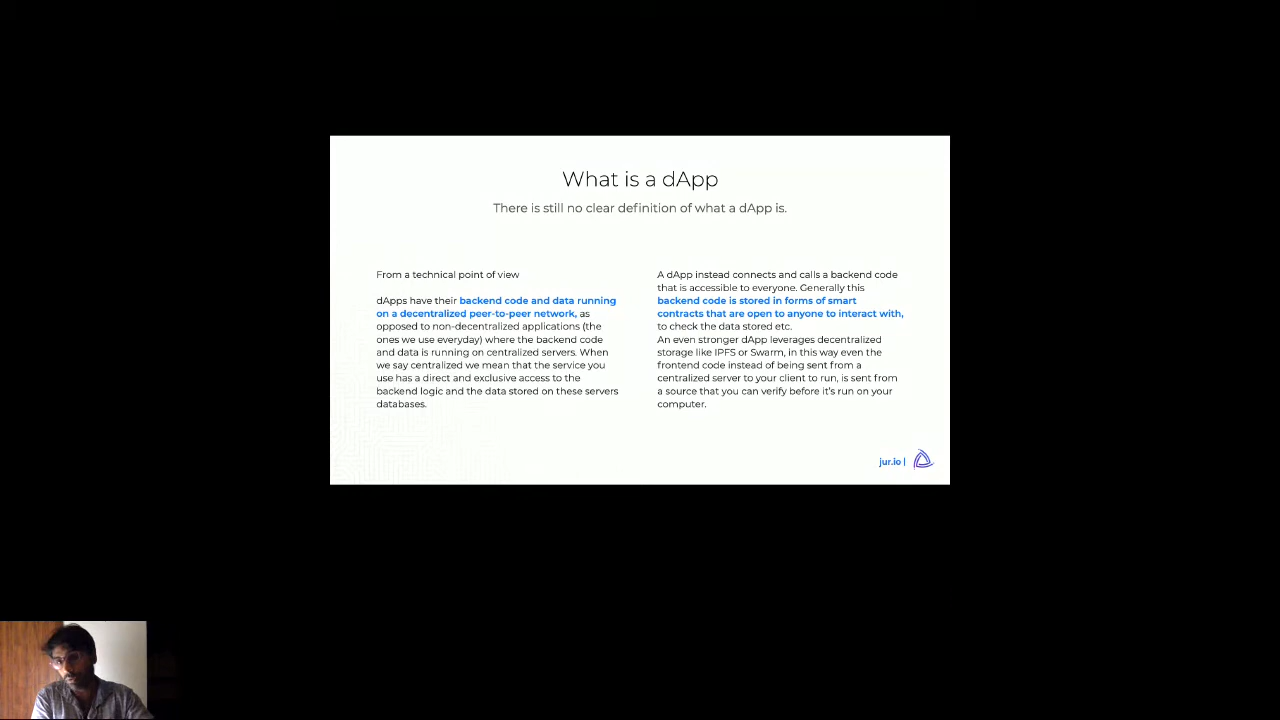 What is a dApp
There is still no clear definition of what a dApp is.
From a technical point of view
dApps have their backend code and data running
on a decentralized peer-to-peer network, as
opposed to non-decentralized applications (the
ones we use everyday) where the backend code
and data is running on centralized servers. When
we say centralized we mean that the service you
use has a direct and exclusive access to the
backend logic and the data stored on these servers
databases.
A dApp instead connects and calls a backend code
that is accessible to everyone. Generally this
backend code is stored in forms of smart
contracts that are open to anyone to interact with,
to check the data stored etc.
An even stronger dApp leverages decentralized
storage like IPFS or Swarm, in this way even the
frontend code instead of being sent from a
centralized server to your client to run, is sent from
a source that you can verify before it's run on your
computer.
jur.io |